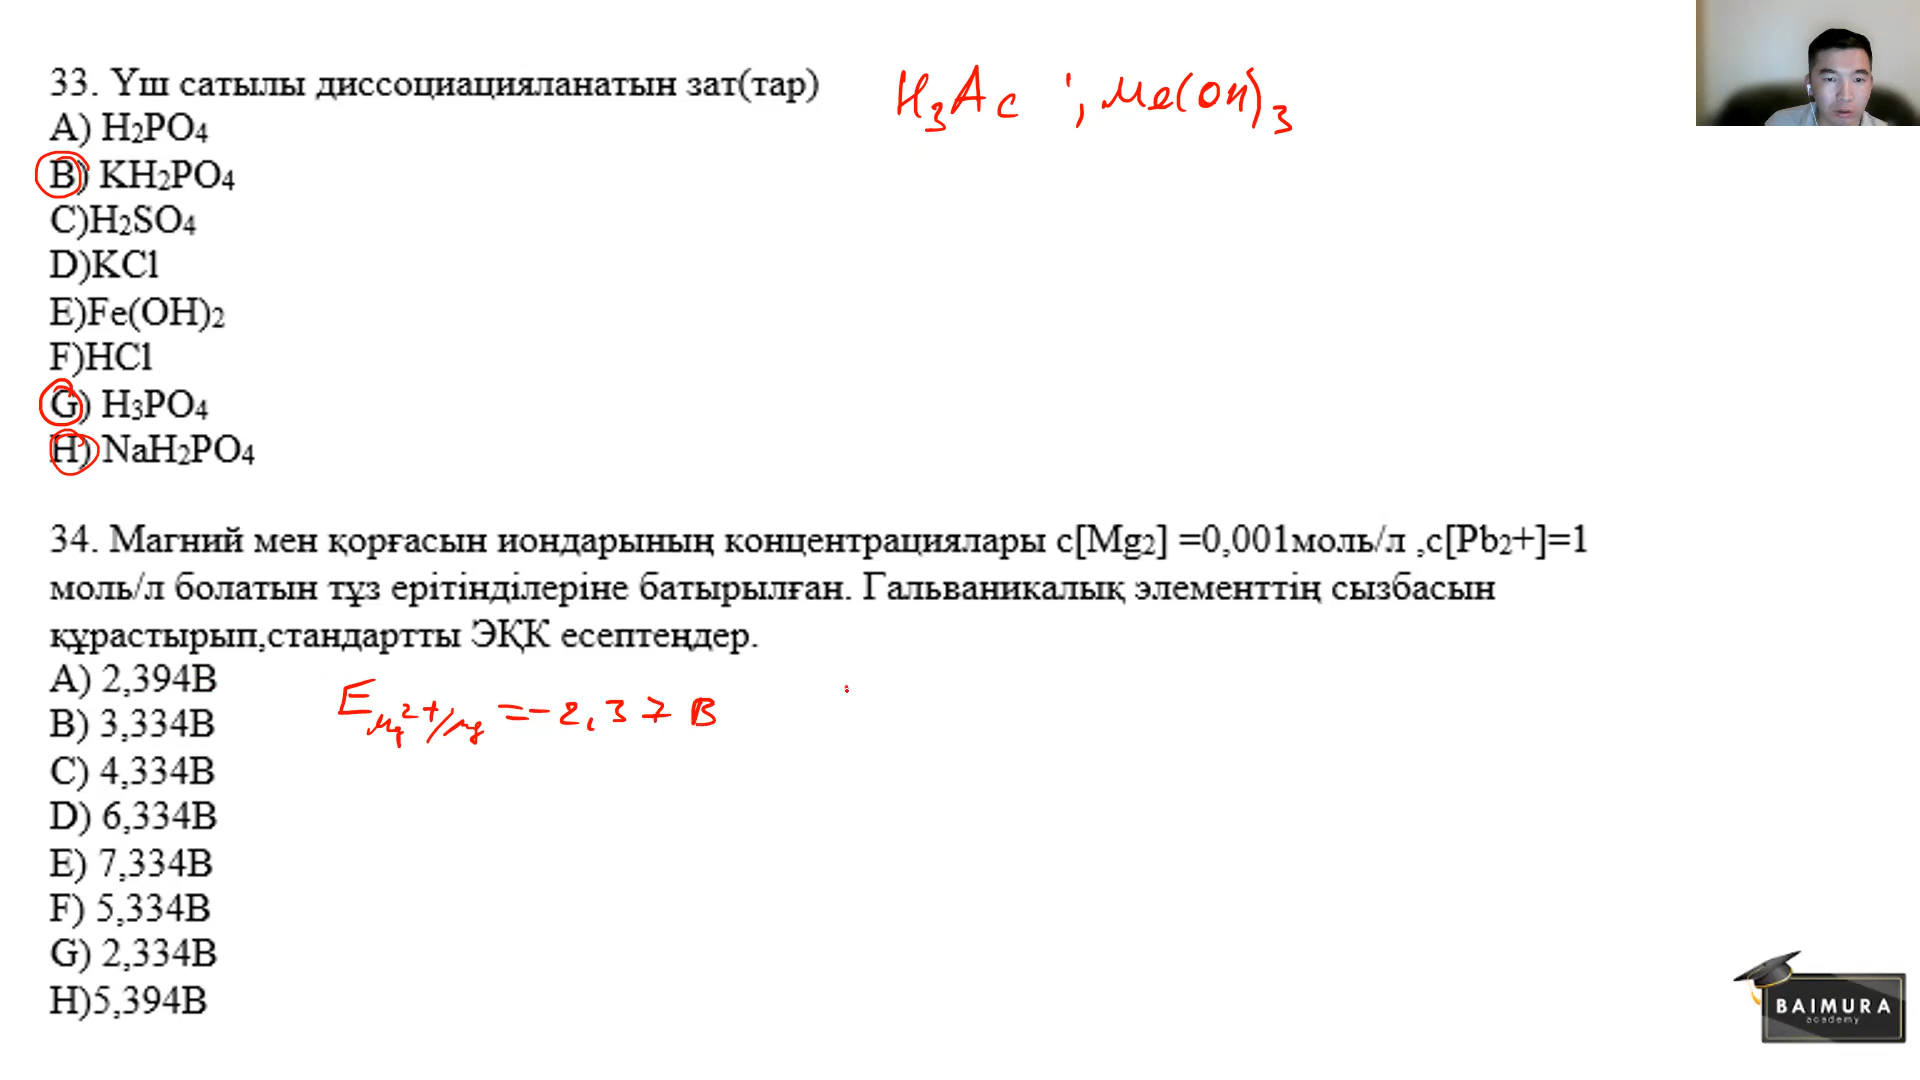 33. Үш сатылы диссоциацияланатын зат(тар)
H₃Ac ; Me(OH)₃
A) H₂PO₄
B) KH₂PO₄
C)H₂SO₄
D)KCl
E)Fe(OH)₂
F)HCl
G) H₃PO₄
H) NaH₂PO₄
34. Магний мен қорғасын иондарының концентрациялары c[Mg₂] =0,001моль/л ,c[Pb₂+]=1
моль/л болатын тұз ерітінділеріне батырылған. Гальваникалық элементтің сызбасын
құрастырып,стандартты ЭҚК есептеңдер.
A) 2,394B
E Mg²⁺/Mg = -2,37 B
B) 3,334B
C) 4,334B
D) 6,334B
E) 7,334B
F) 5,334B
G) 2,334B
H)5,394B
BAIMURA
academy